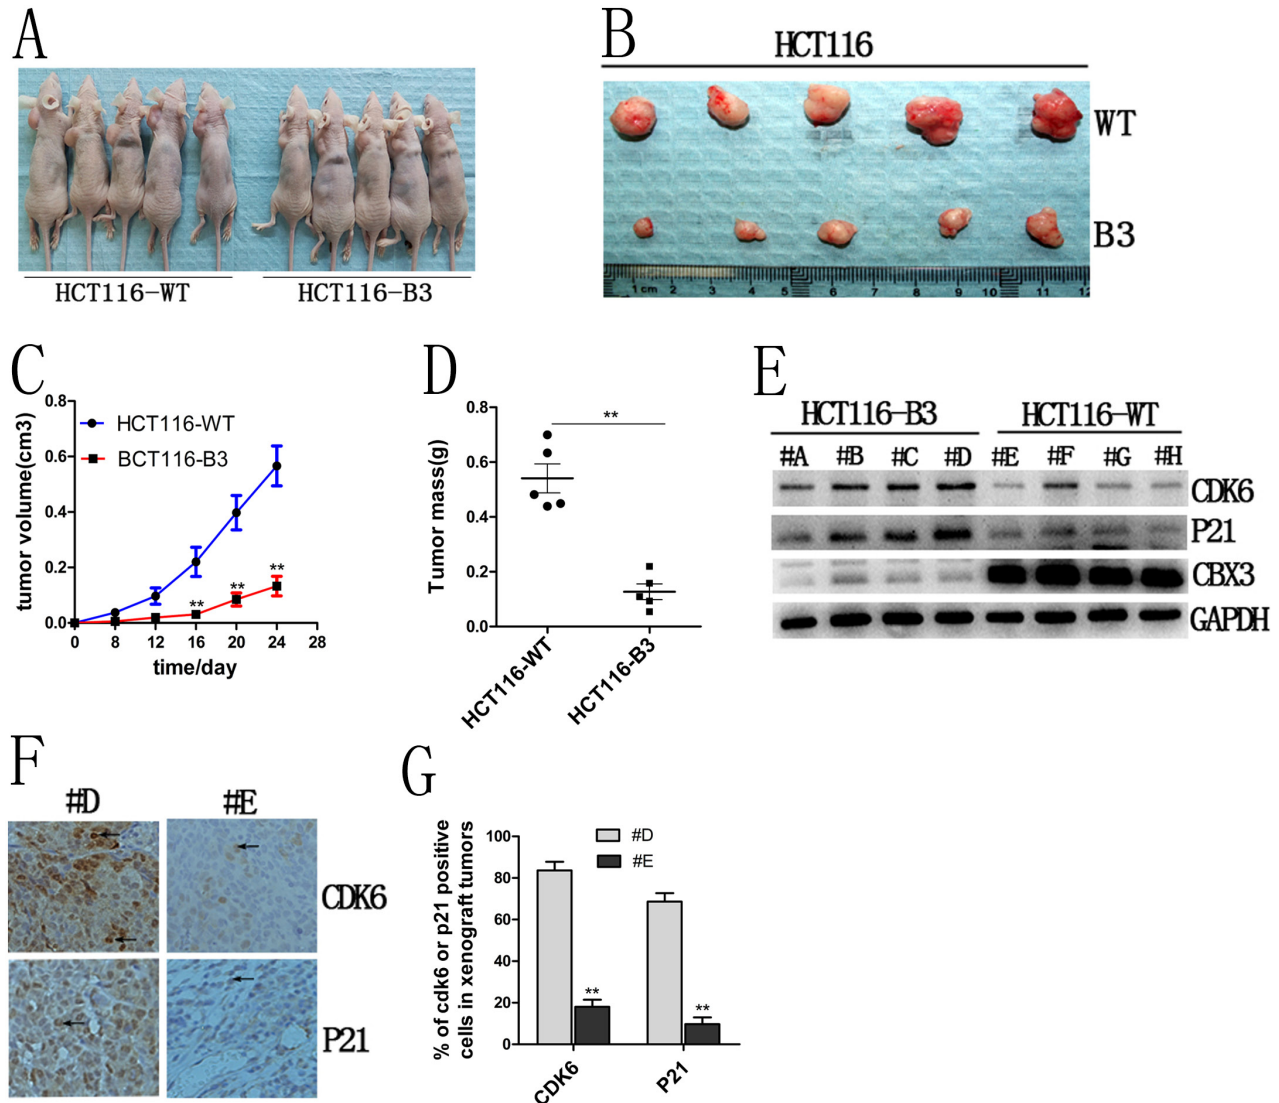 A
HCT116-WT
HCT116-B3
B
HCT116
WT
B3
1 cm 2 3 4 5 6 7 8 9 10 11 12
C
tumor volume(cm3)
0.8
0.6
0.4
0.2
0.0
HCT116-WT
BCT116-B3
**
**
**
0 8 12 16 20 24 28
time/day
D
Tumor mass(g)
0.8
0.6
0.4
0.2
0.0
**
HCT116-WT
HCT116-B3
E
HCT116-B3
HCT116-WT
#A #B #C #D #E #F #G #H
CDK6
P21
CBX3
GAPDH
F
#D
#E
CDK6
P21
G
% of cdk6 or p21 positive
cells in xenograft tumors
100
80
60
40
20
0
#D
#E
**
**
CDK6
P21